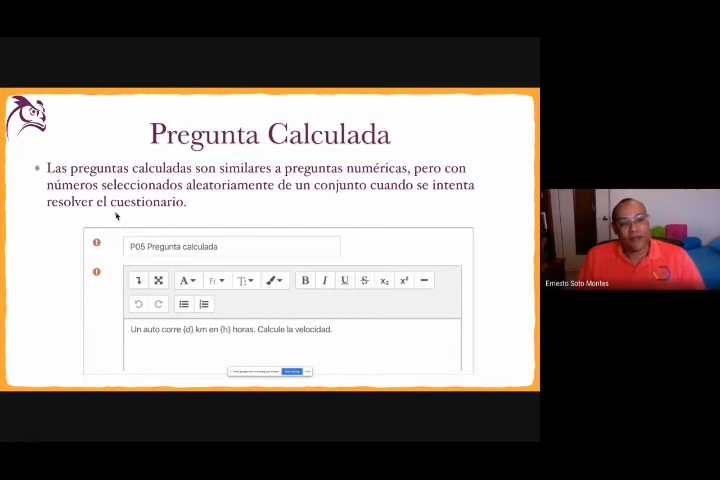 Pregunta Calculada
Las preguntas calculadas son similares a preguntas numéricas, pero con
números seleccionados aleatoriamente de un conjunto cuando se intenta
resolver el cuestionario.
P05 Pregunta calculada
B I U S x₂ x²
Un auto corre {d} km en {h} horas. Calcule la velocidad.
Ernesto Soto Montes